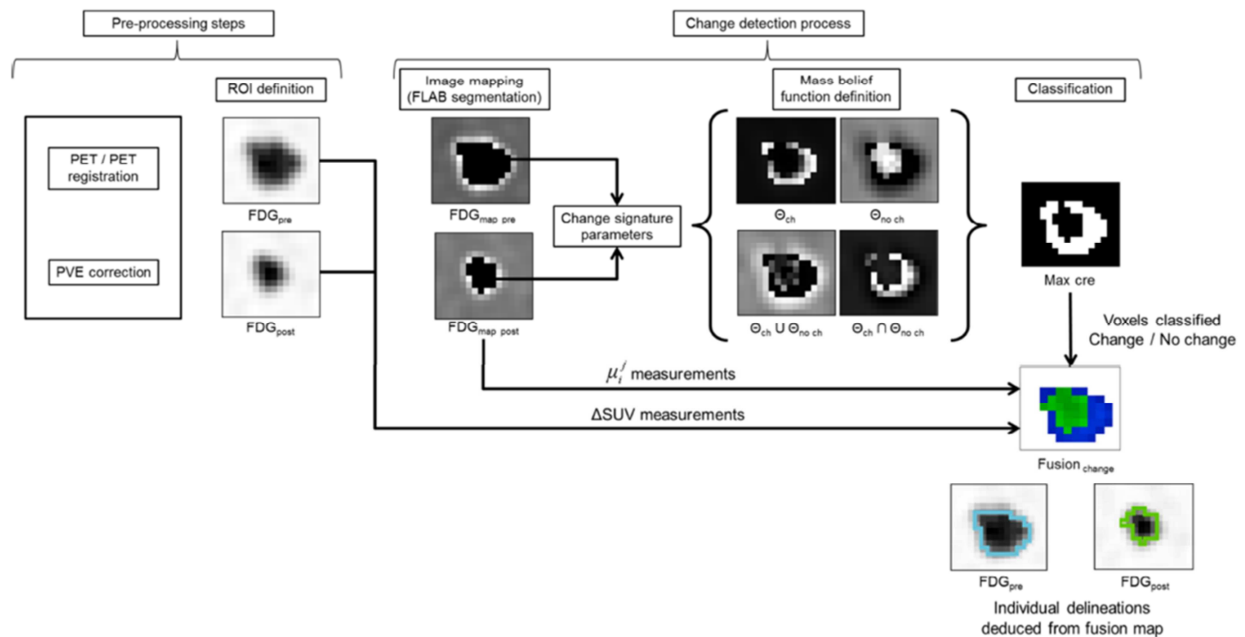 Pre-processing steps
Change detection process
ROI definition
Image mapping
(FLAB segmentation)
Mass belief
function definition
Classification
PET / PET
registration
PVE correction
FDGpre
FDGpost
FDGmap pre
FDGmap post
Change signature
parameters
Θch
Θno ch
Θch ∪ Θno ch
Θch ∩ Θno ch
Max cre
Voxels classified
Change / No change
μ measurements
ΔSUV measurements
Fusion change
FDGpre
FDGpost
Individual delineations
deduced from fusion map